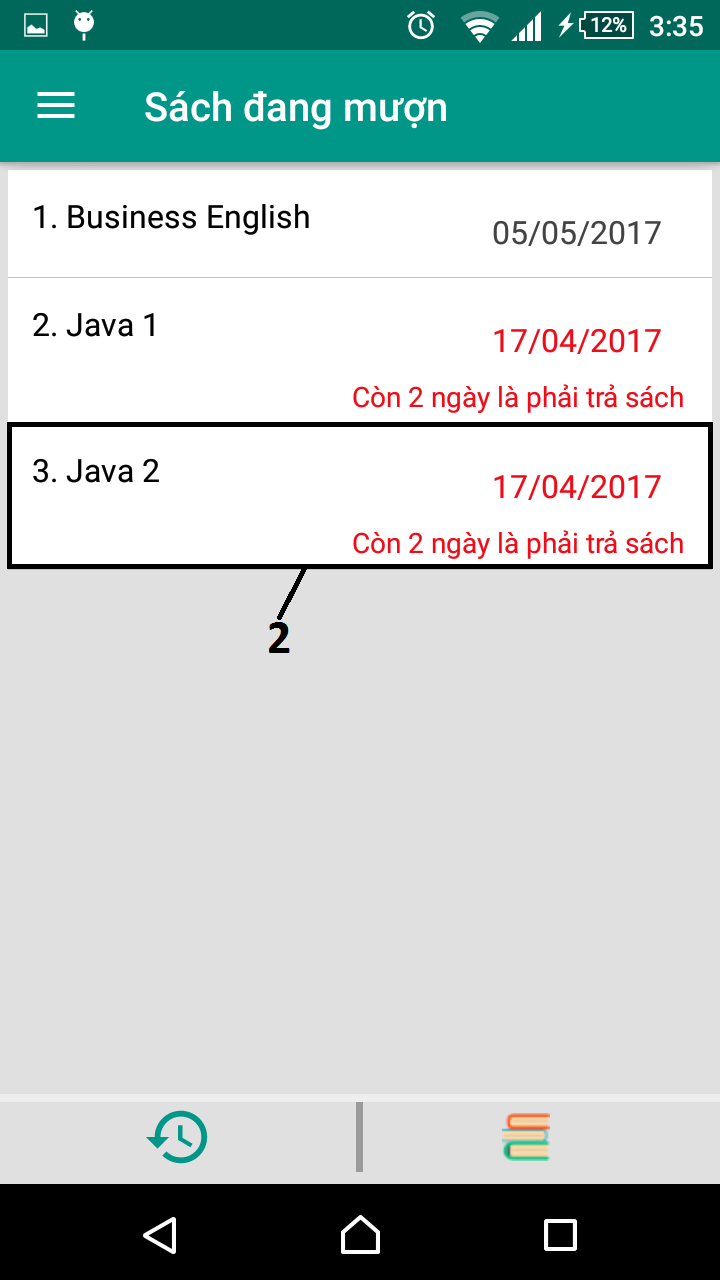 12% 3:35
Sách đang mượn
1. Business English
05/05/2017
2. Java 1
17/04/2017
Còn 2 ngày là phải trả sách
3. Java 2
17/04/2017
Còn 2 ngày là phải trả sách
2